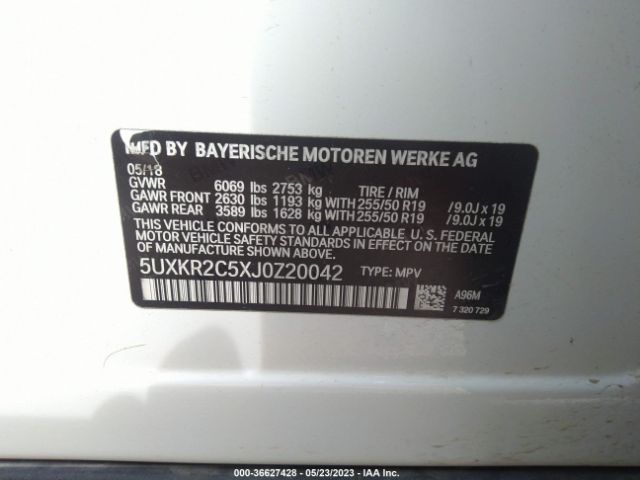 MFD BY BAYERISCHE MOTOREN WERKE AG
05/18
GVWR 6069 lbs 2753 kg TIRE / RIM
GAWR FRONT 2630 lbs 1193 kg WITH 255/50 R19 /9.0J x 19
GAWR REAR 3589 lbs 1628 kg WITH 255/50 R19 /9.0J x 19
THIS VEHICLE CONFORMS TO ALL APPLICABLE U. S. FEDERAL
MOTOR VEHICLE SAFETY STANDARDS IN EFFECT ON THE DATE OF
MANUFACTURE SHOWN ABOVE.
5UXKR2C5XJ0Z20042 TYPE: MPV
A96M
7 320 729
000-36627428 - 05/23/2023 - IAA Inc.